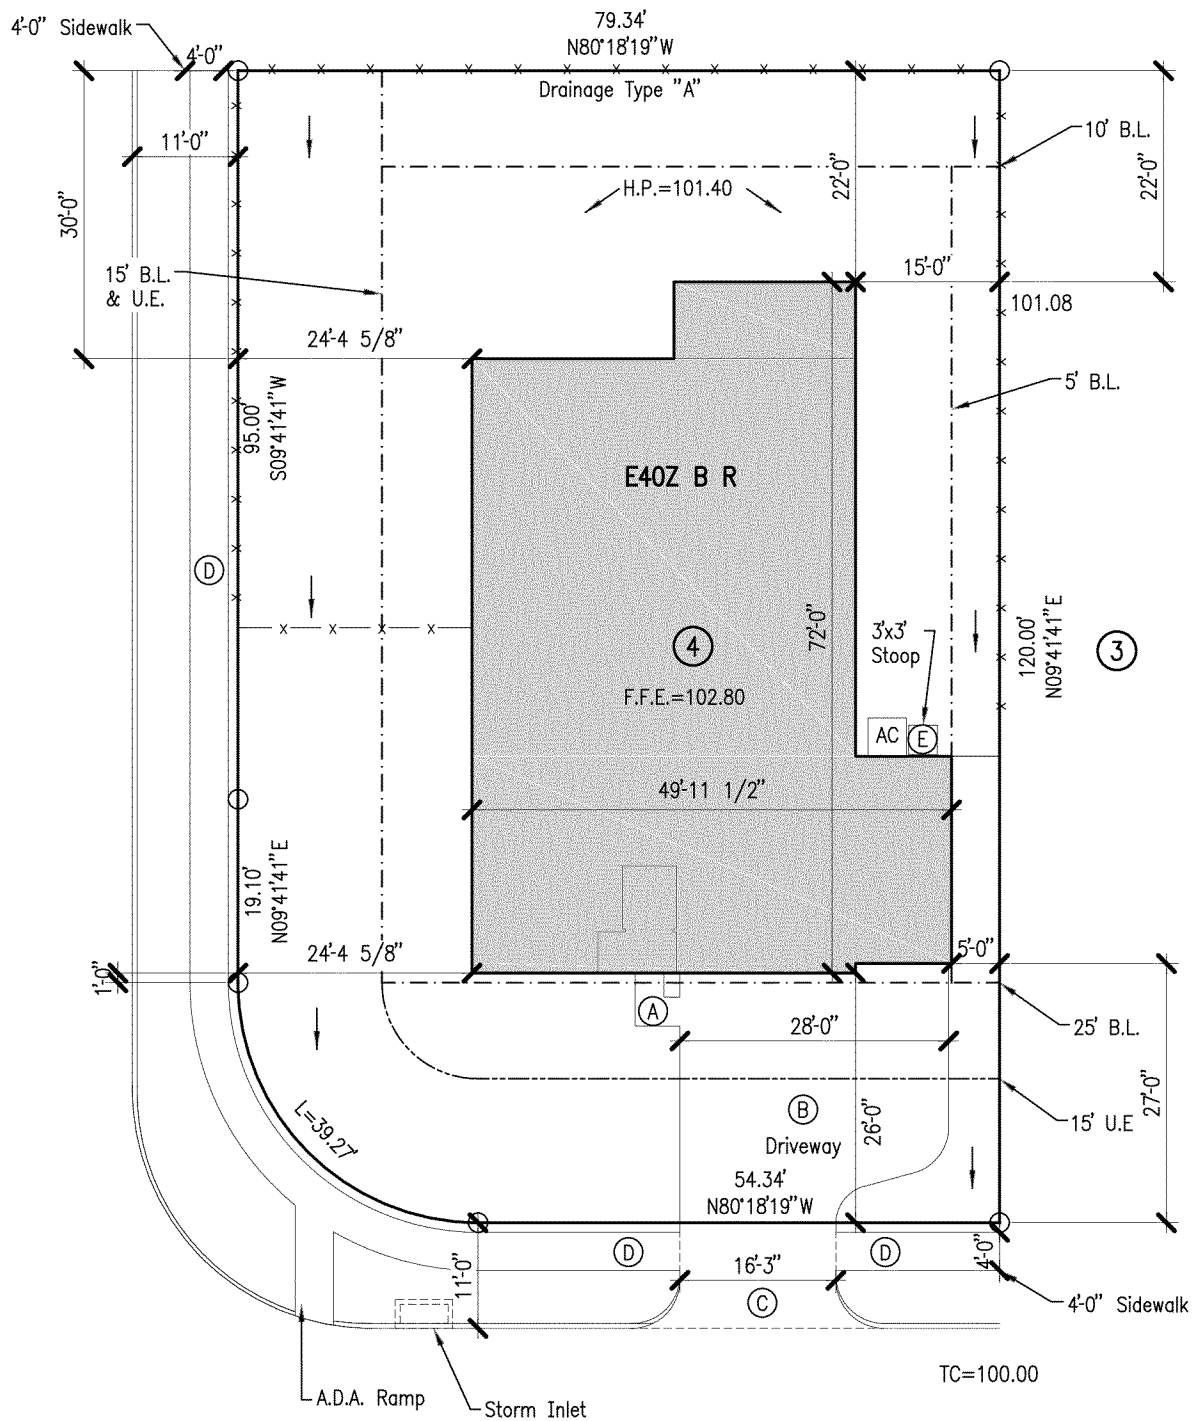 79.34'
N80°18'19"W
4'-0" Sidewalk
4'-0"
Drainage Type "A"
11'-0"
10' B.L.
30'-0"
22'-0"
22'-0"
H.P.=101.40
15' B.L.
& U.E.
15'-0"
101.08
24'-4 5/8"
5' B.L.
95.00'
S09°41'41"W
E40Z B R
D
72'-0"
3'x3'
Stoop
4
3
120.00'
N09°41'41"E
F.F.E.=102.80
AC
E
49'-11 1/2"
19.10'
N09°41'41"E
24'-4 5/8"
5'-0"
1'-0"
A
28'-0"
25' B.L.
B
Driveway
26'-0"
27'-0"
15' U.E
L=39.27'
54.34'
N80°18'19"W
D
D
11'-0"
16'-3"
4'-0"
C
4'-0" Sidewalk
TC=100.00
A.D.A. Ramp
Storm Inlet